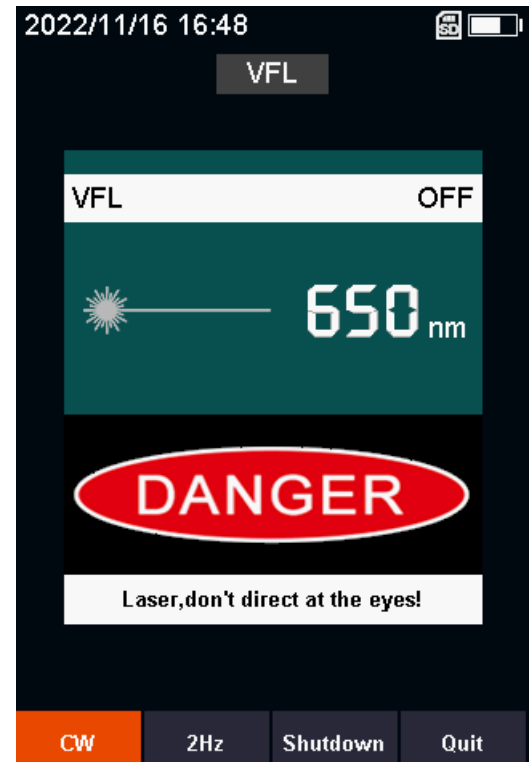 2022/11/16 16:48 SD
VFL
VFL OFF
650 nm
DANGER
Laser,don't direct at the eyes!
CW 2Hz Shutdown Quit